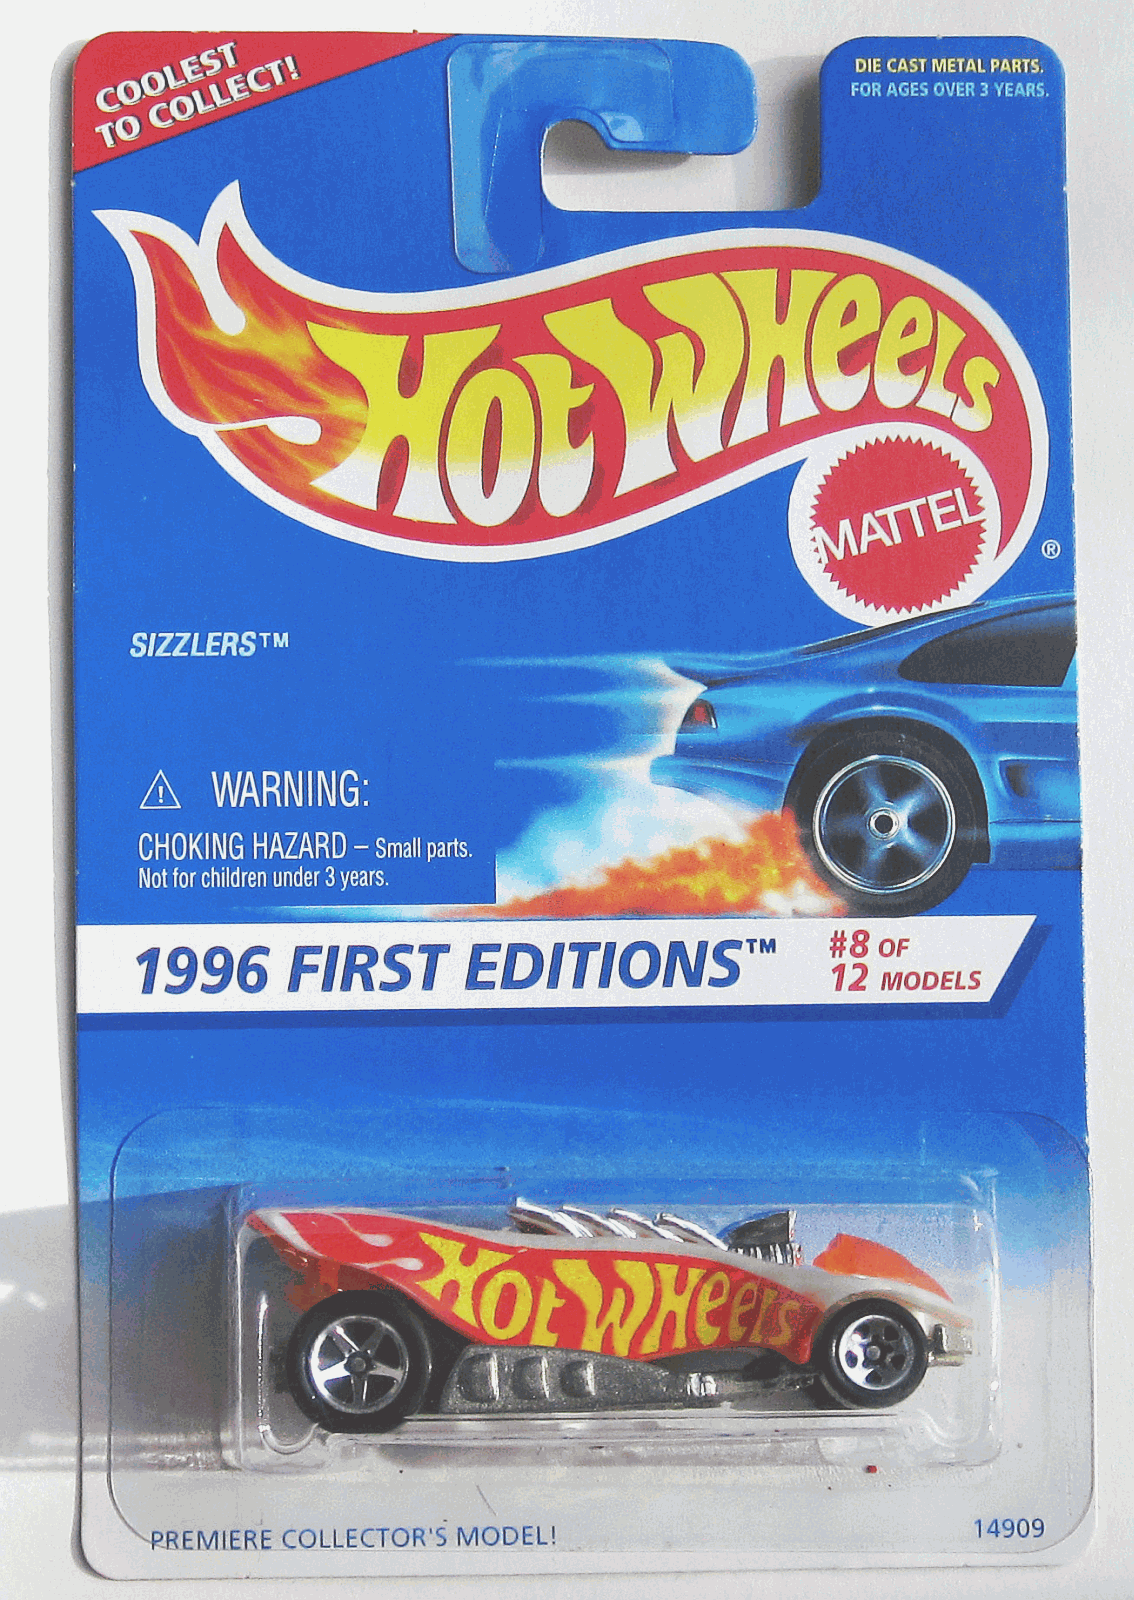 COOLEST
TO COLLECT!
DIE CAST METAL PARTS.
FOR AGES OVER 3 YEARS.
HOT WHEELS
MATTEL
®
SIZZLERS™
WARNING:
CHOKING HAZARD – Small parts.
Not for children under 3 years.
1996 FIRST EDITIONS™
#8 OF
12 MODELS
HOT WHEELS
PREMIERE COLLECTOR'S MODEL!
14909